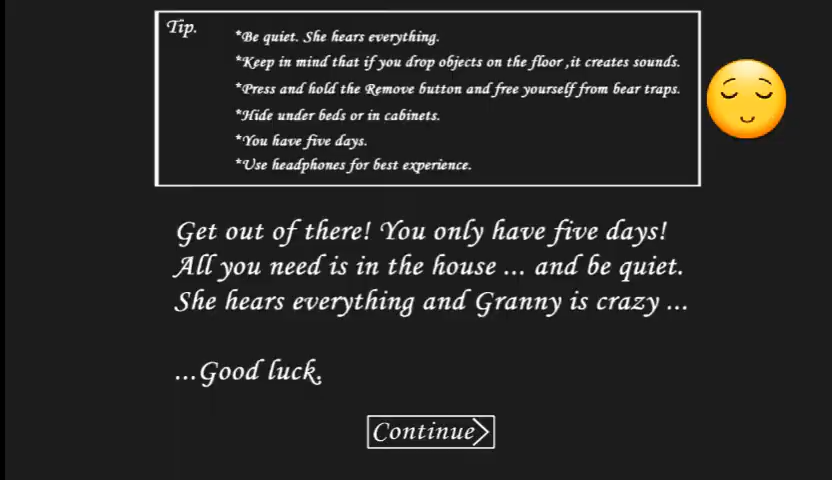 Tip.
*Be quiet. She hears everything.
*Keep in mind that if you drop objects on the floor ,it creates sounds.
*Press and hold the Remove button and free yourself from bear traps.
*Hide under beds or in cabinets.
*You have five days.
*Use headphones for best experience.
Get out of there! You only have five days!
All you need is in the house ... and be quiet.
She hears everything and Granny is crazy ...
...Good luck.
Continue